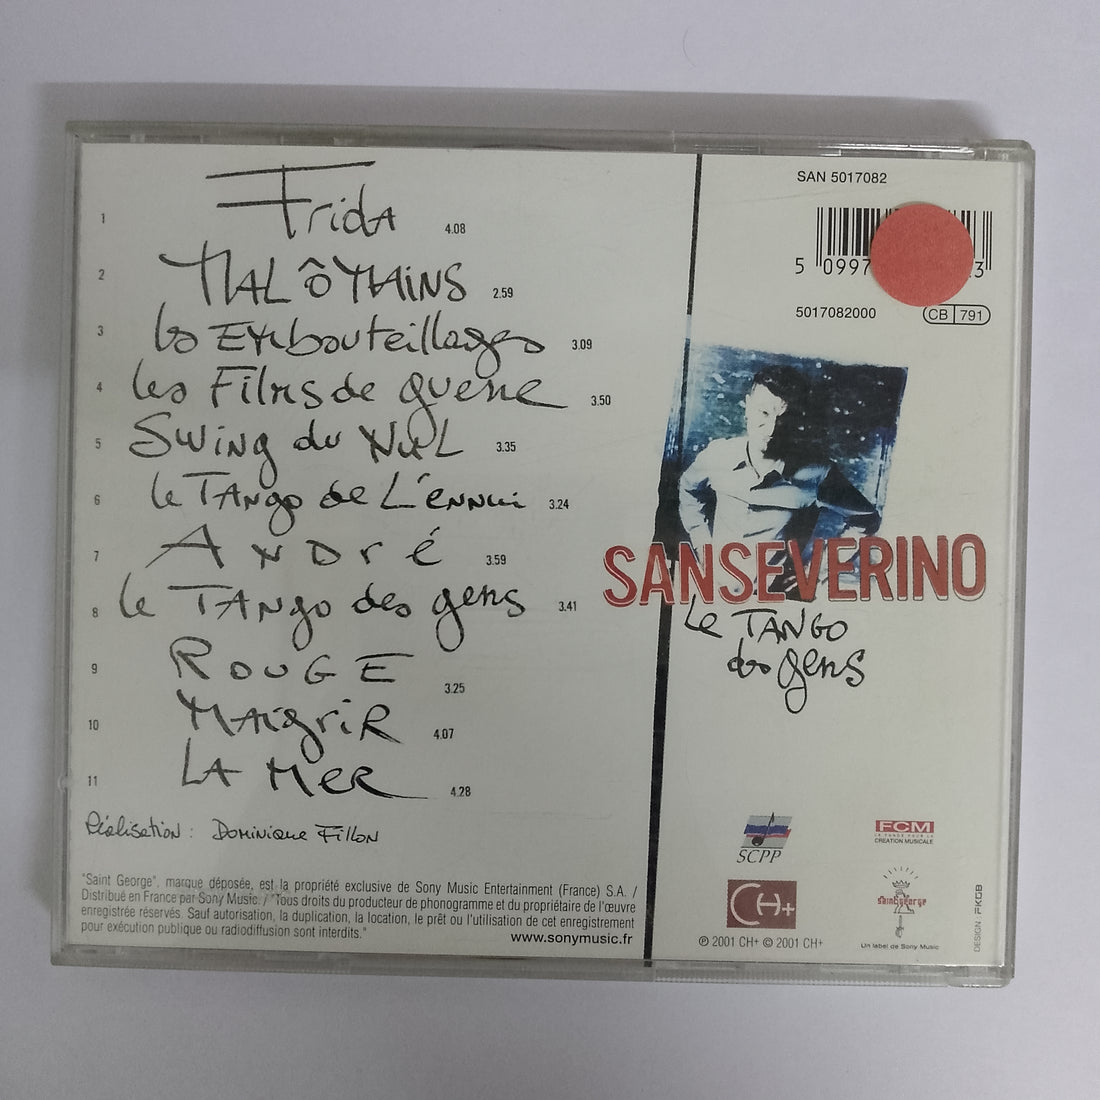 1 Frida 4.08
2 MAL ô MAiNS 2.59
3 les EMbouteillages 3.09
4 les Films de guerre 3.50
5 Swing du NuL 3.35
6 le TANgo de L'ennui 3.24
7 ANDré 3.59
8 le TANgo des gens 3.41
9 ROUGE 3.25
10 MAigriR 4.07
11 LA MeR 4.28
Réalisation : Dominique Fillon
"Saint George", marque déposée, est la propriété exclusive de Sony Music Entertainment (France) S.A. /
Distribué en France par Sony Music. / "Tous droits du producteur de phonogramme et du propriétaire de l'œuvre
enregistrée réservés. Sauf autorisation, la duplication, la location, le prêt ou l'utilisation de cet enregistrement
pour exécution publique ou radiodiffusion sont interdits."
www.sonymusic.fr
SAN 5017082
5 0997 3
5017082000 CB 791
SANSEVERINO
Le TANGO
des gens
SCPP
FCM
CREATION MUSICALE
CH+
SainTGeorge
Un label de Sony Music
℗ 2001 CH+ © 2001 CH+
DESIGN : FKGB